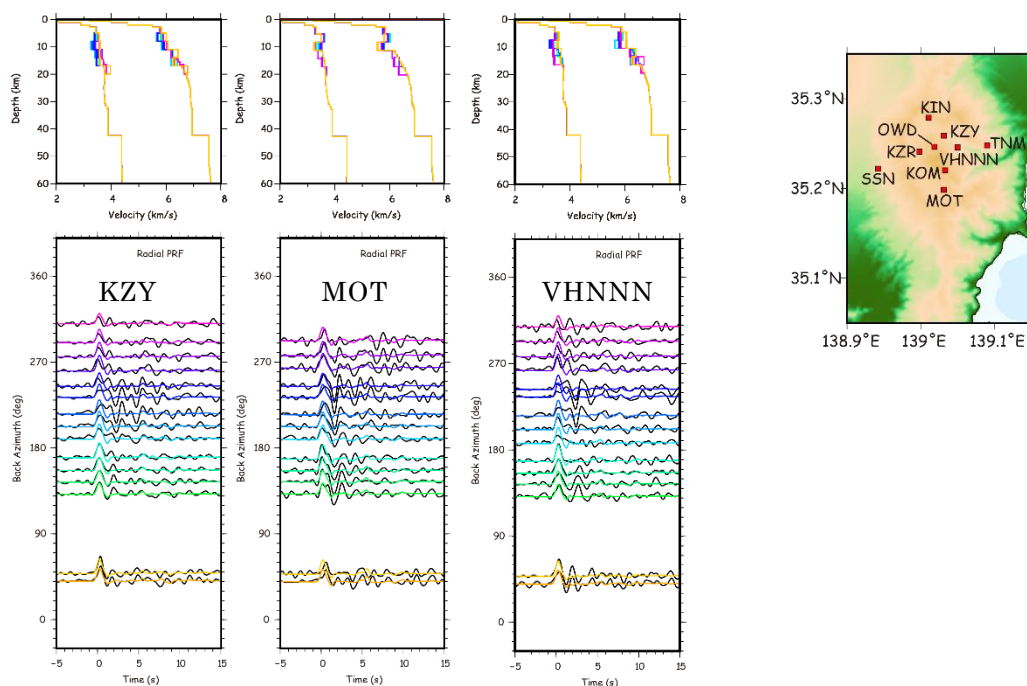 0
10
20
30
40
50
60
Depth (km)
2 4 6 8
Velocity (km/s)
0
10
20
30
40
50
60
Depth (km)
2 4 6 8
Velocity (km/s)
0
10
20
30
40
50
60
Depth (km)
2 4 6 8
Velocity (km/s)
Radial PRF
KZY
360
270
180
90
0
Back Azimuth (deg)
-5 0 5 10 15
Time (s)
Radial PRF
MOT
360
270
180
90
0
Back Azimuth (deg)
-5 0 5 10 15
Time (s)
Radial PRF
VHNNN
360
270
180
90
0
Back Azimuth (deg)
-5 0 5 10 15
Time (s)
35.3°N
35.2°N
35.1°N
KIN
OWD KZY
KZR VHNNN TNM
SSN KOM
MOT
138.9°E 139°E 139.1°E